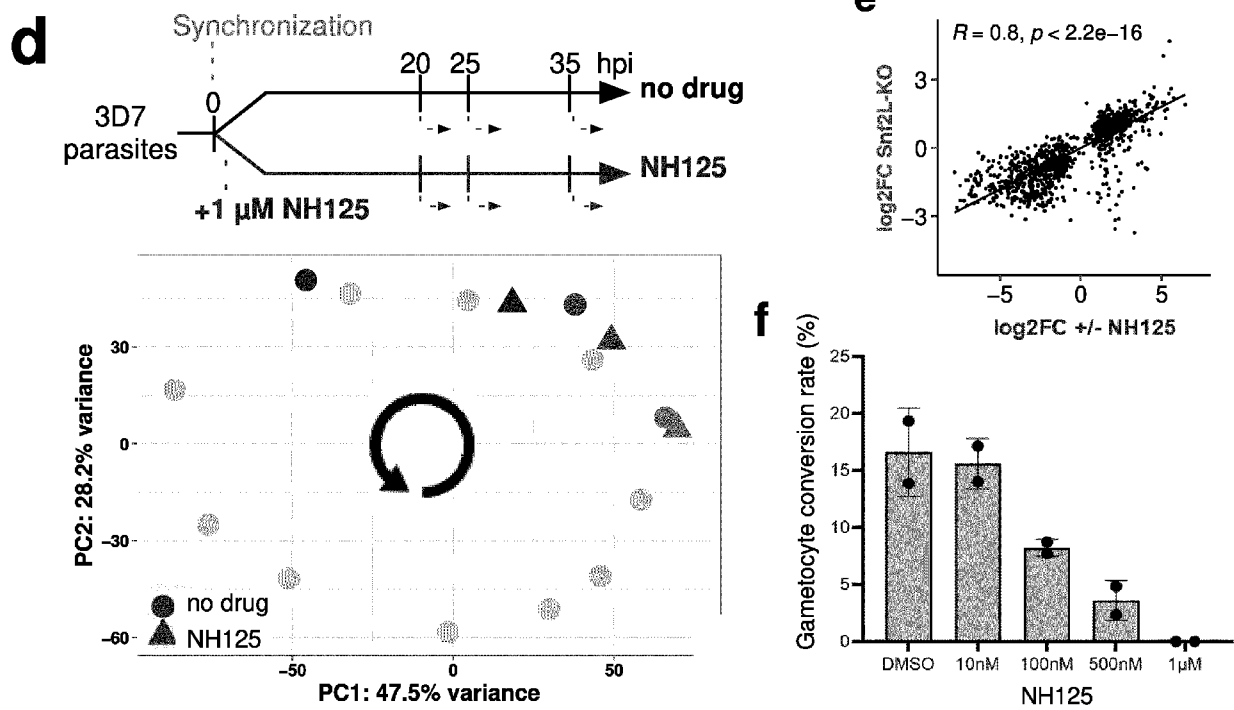 d
Synchronization
0
20 25 35 hpi
no drug
3D7
parasites
NH125
+1 µM NH125
PC2: 28.2% variance
30
0
−30
−60
no drug
NH125
−50 0 50
PC1: 47.5% variance
e
R = 0.8, p < 2.2e−16
log2FC Snf2L-KO
3
0
−3
−5 0 5
log2FC +/- NH125
f
Gametocyte conversion rate (%)
25
20
15
10
5
0
DMSO 10nM 100nM 500nM 1µM
NH125